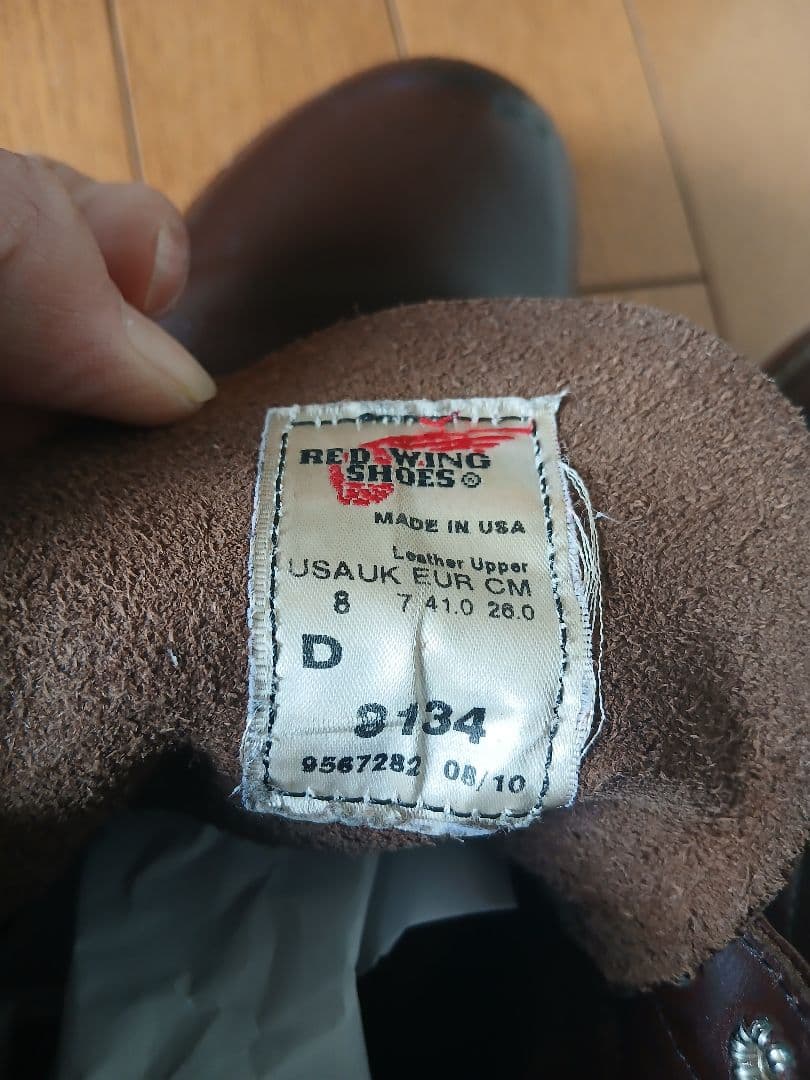 RED WING
SHOES®
MADE IN USA
Leather Upper
USA UK EUR CM
8 7 41.0 26.0
D
9134
9567282 08/10